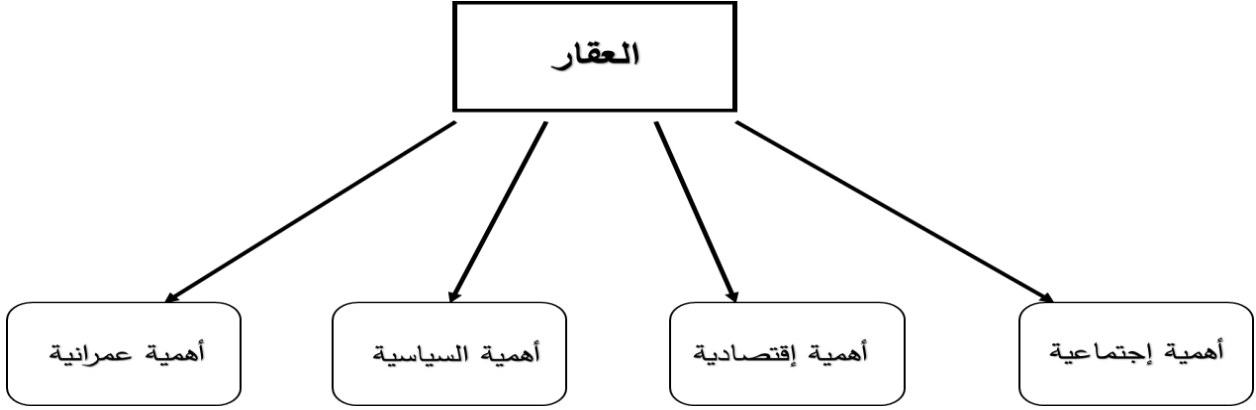 العقار
أهمية إجتماعية
أهمية إقتصادية
أهمية السياسية
أهمية عمرانية